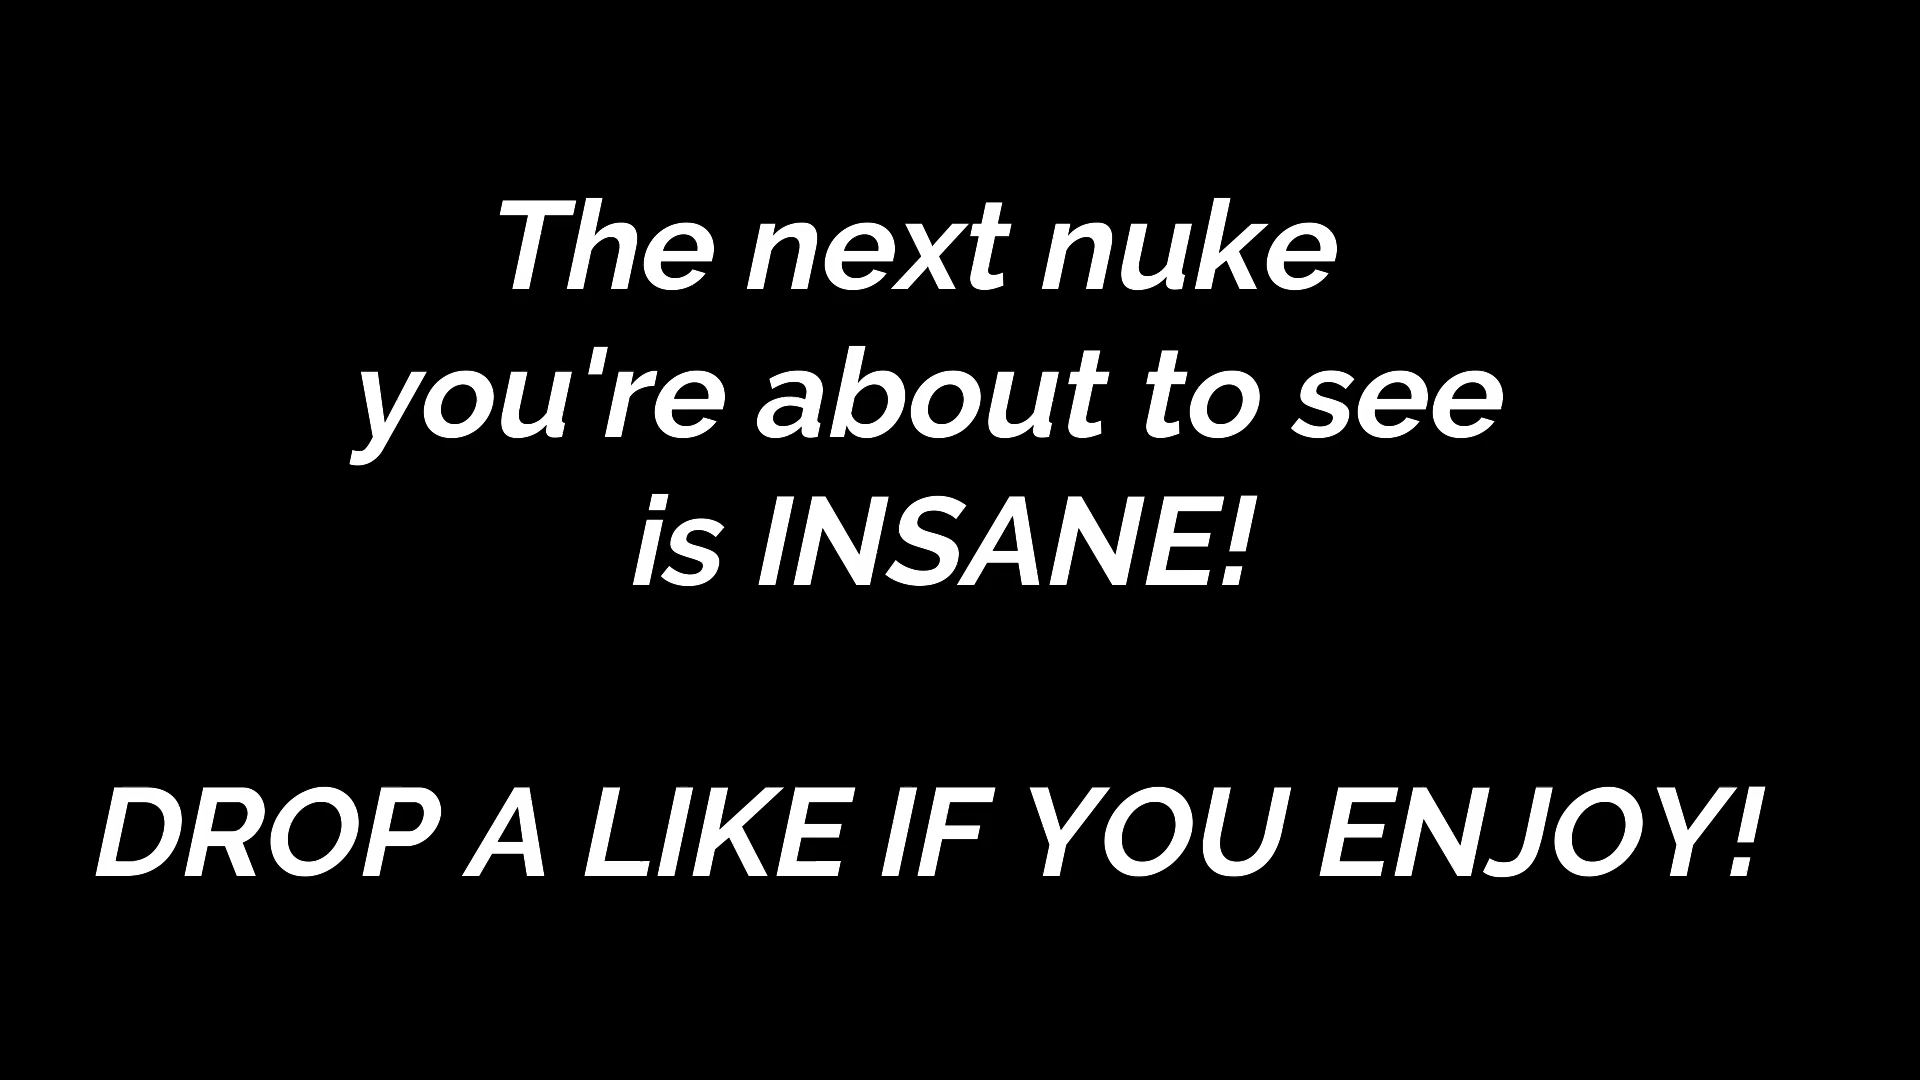 The next nuke
you're about to see
is INSANE!
DROP A LIKE IF YOU ENJOY!